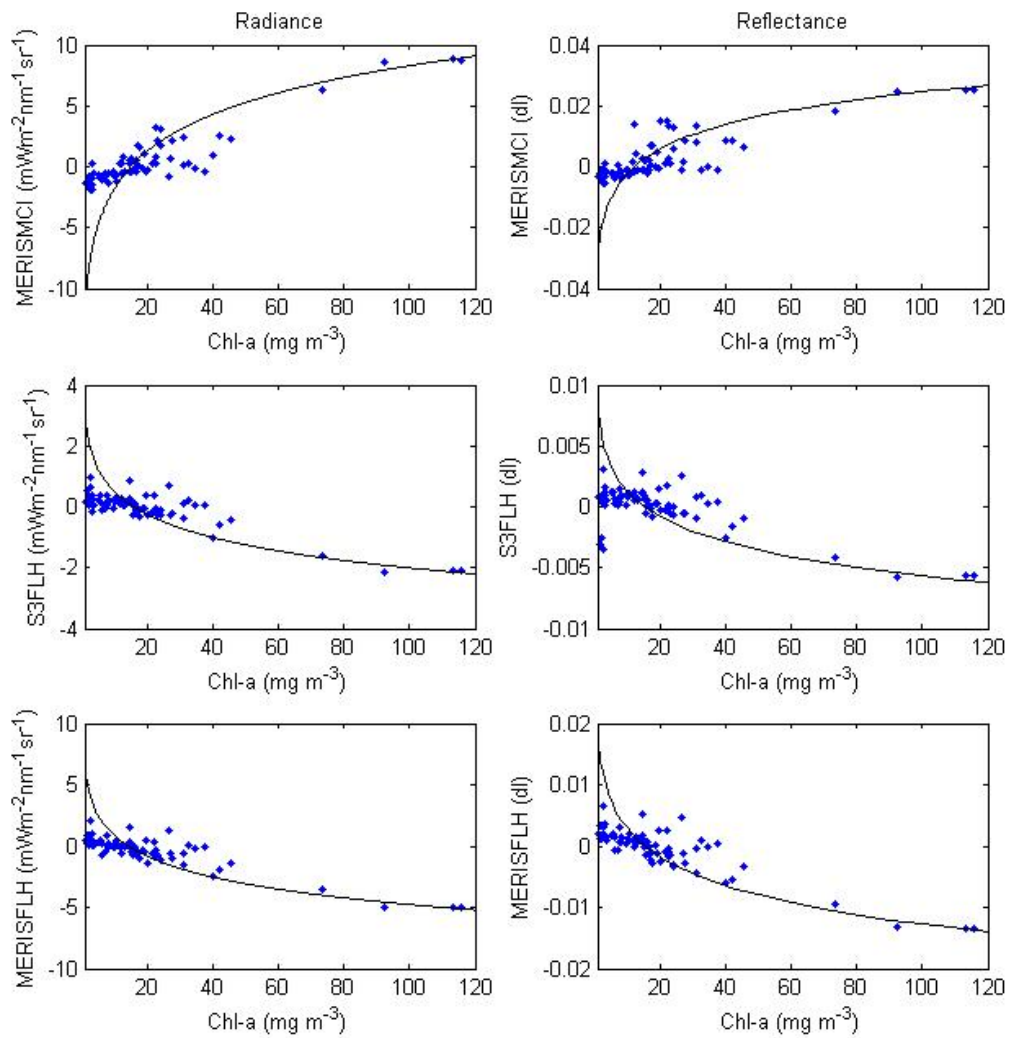 Radiance
Reflectance
10
5
0
-5
-10
MERISMCI (mWm-2nm-1sr-1)
20 40 60 80 100 120
Chl-a (mg m-3)
0.04
0.02
0
-0.02
-0.04
MERISMCI (dl)
20 40 60 80 100 120
Chl-a (mg m-3)
4
2
0
-2
-4
S3FLH (mWm-2nm-1sr-1)
20 40 60 80 100 120
Chl-a (mg m-3)
0.01
0.005
0
-0.005
-0.01
S3FLH (dl)
20 40 60 80 100 120
Chl-a (mg m-3)
10
5
0
-5
-10
MERISFLH (mWm-2nm-1sr-1)
20 40 60 80 100 120
Chl-a (mg m-3)
0.02
0.01
0
-0.01
-0.02
MERISFLH (dl)
20 40 60 80 100 120
Chl-a (mg m-3)